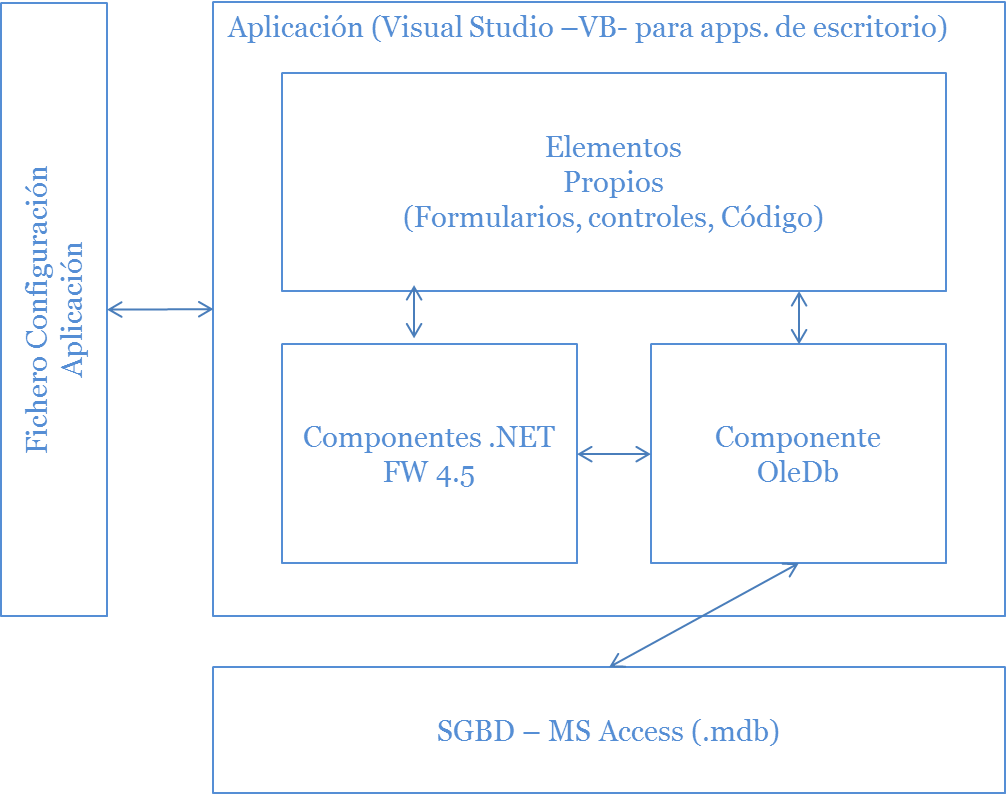 Fichero Configuración
Aplicación
Aplicación (Visual Studio –VB- para apps. de escritorio)
Elementos
Propios
(Formularios, controles, Código)
Componentes .NET
FW 4.5
Componente
OleDb
SGBD – MS Access (.mdb)